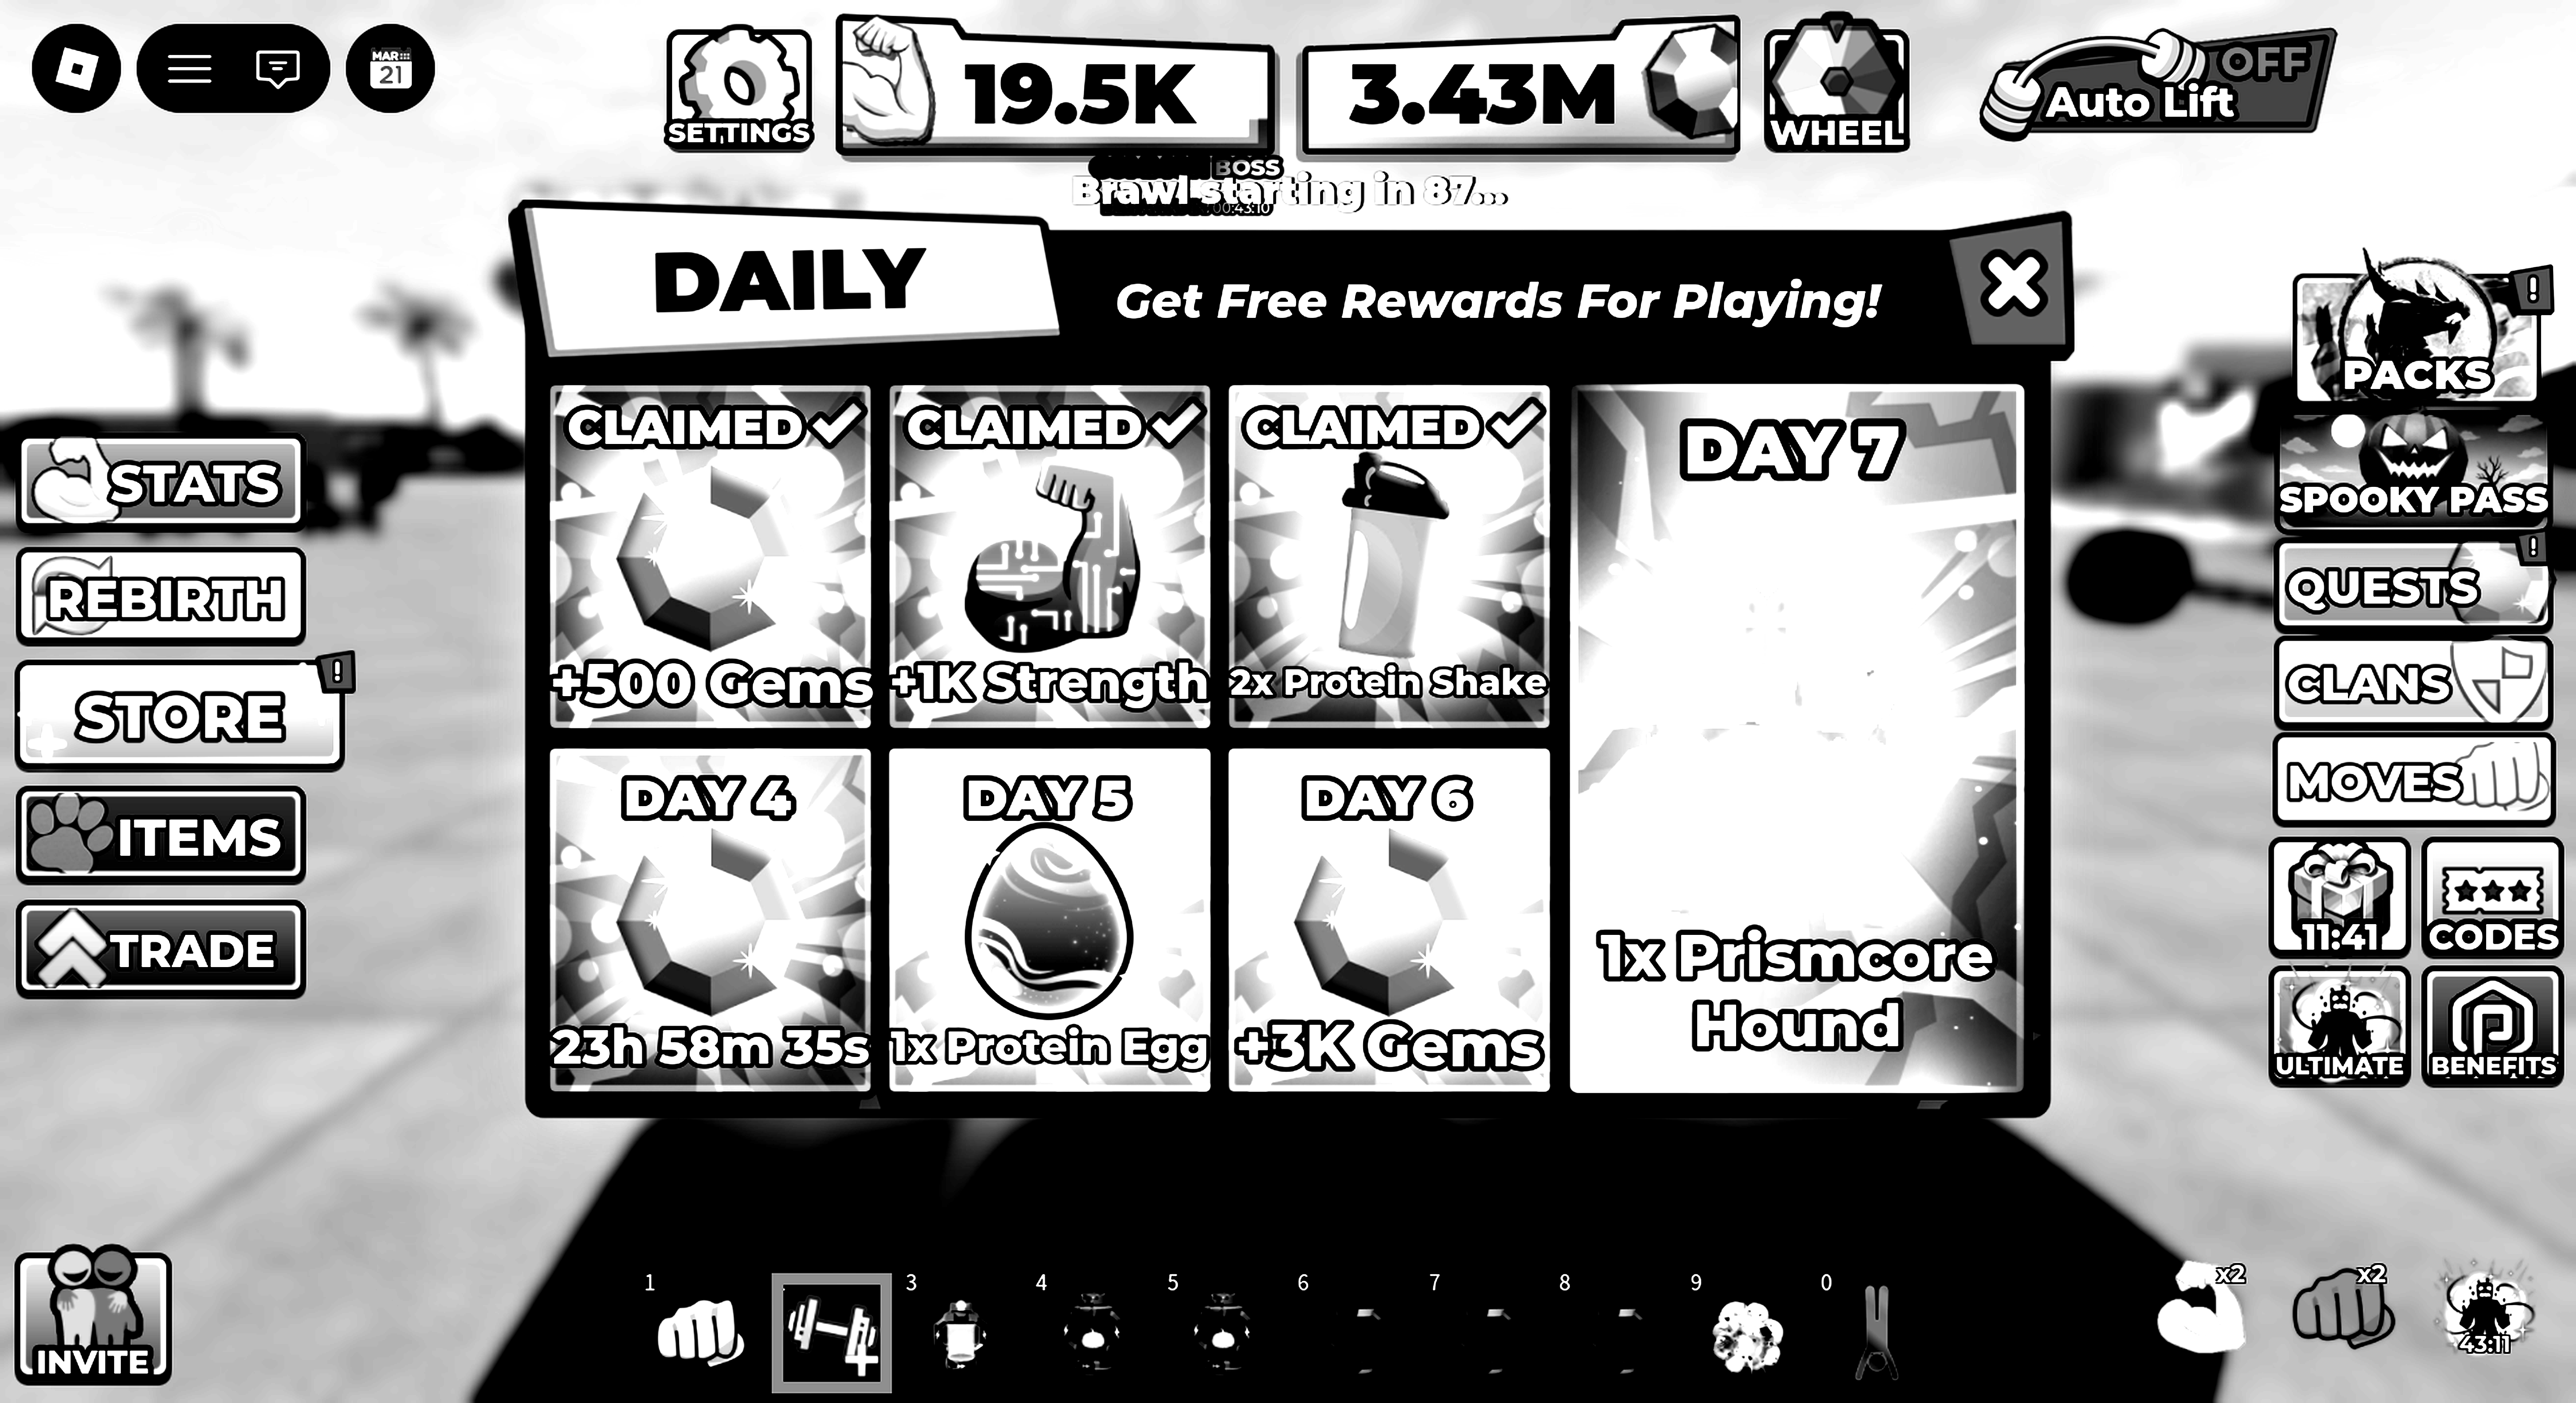 MAR
21
SETTINGS
19.5K
3.43M
WHEEL
OFF
Auto Lift
BOSS
Brawl starting in 87...
00:43:10
DAILY
Get Free Rewards For Playing!
CLAIMED
+500 Gems
CLAIMED
+1K Strength
CLAIMED
2x Protein Shake
DAY 7
1x Prismcore
Hound
DAY 4
23h 58m 35s
DAY 5
1x Protein Egg
DAY 6
+3K Gems
STATS
REBIRTH
STORE
!
ITEMS
TRADE
INVITE
!
PACKS
SPOOKY PASS
!
QUESTS
CLANS
MOVES
11:41
CODES
ULTIMATE
BENEFITS
1
3
4
5
6
7
8
9
0
x2
x2
43:11